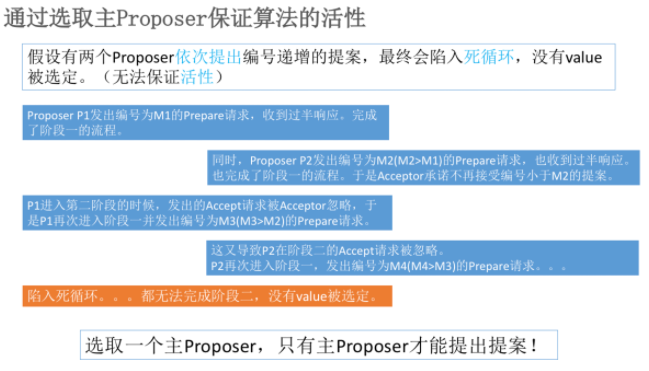 通过选取主Proposer保证算法的活性
假设有两个Proposer依次提出编号递增的提案，最终会陷入死循环，没有value
被选定。（无法保证活性）
Proposer P1发出编号为M1的Prepare请求，收到过半响应。完成
了阶段一的流程。
同时，Proposer P2发出编号为M2(M2>M1)的Prepare请求，也收到过半响应。
也完成了阶段一的流程。于是Acceptor承诺不再接受编号小于M2的提案。
P1进入第二阶段的时候，发出的Accept请求被Acceptor忽略，于
是P1再次进入阶段一并发出编号为M3(M3>M2)的Prepare请求。
这又导致P2在阶段二的Accept请求被忽略。
P2再次进入阶段一，发出编号为M4(M4>M3)的Prepare请求。。。
陷入死循环。。。都无法完成阶段二，没有value被选定。
选取一个主Proposer，只有主Proposer才能提出提案！